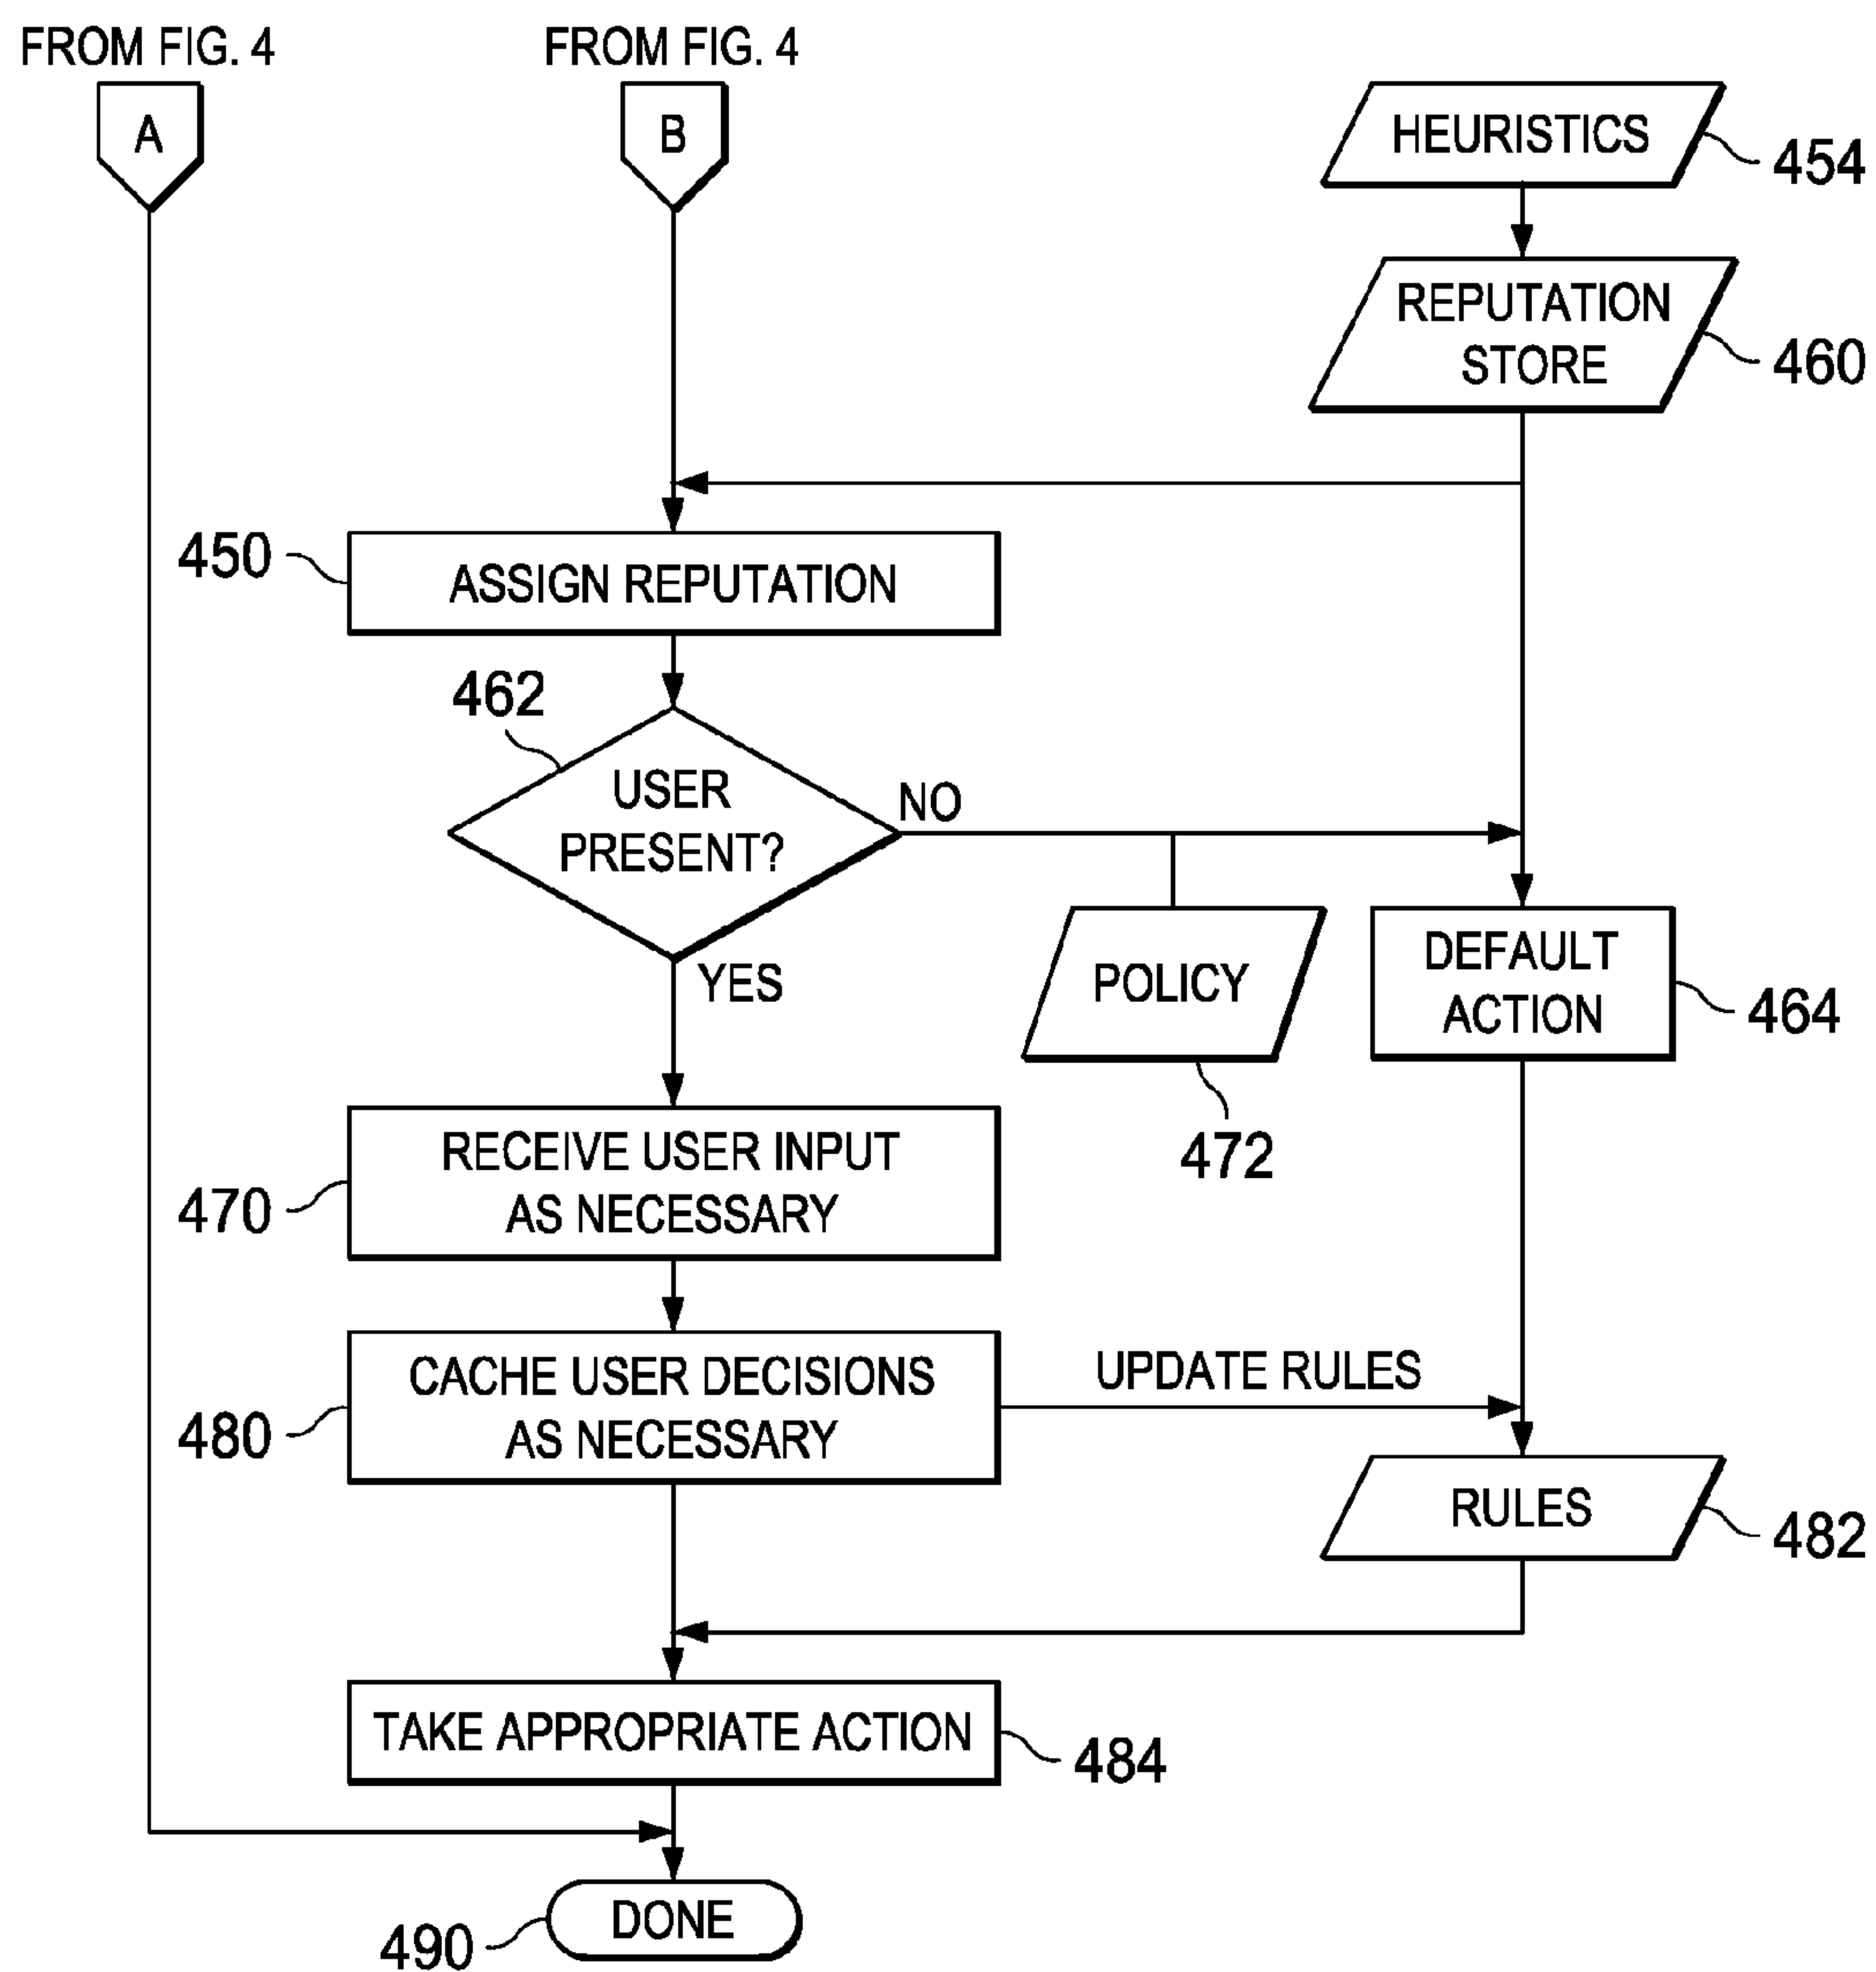 FROM FIG. 4
FROM FIG. 4
A
B
HEURISTICS
454
REPUTATION
STORE
460
450
ASSIGN REPUTATION
462
USER
PRESENT?
NO
YES
POLICY
472
DEFAULT
ACTION
464
RECEIVE USER INPUT
AS NECESSARY
470
CACHE USER DECISIONS
AS NECESSARY
480
UPDATE RULES
RULES
482
TAKE APPROPRIATE ACTION
484
DONE
490